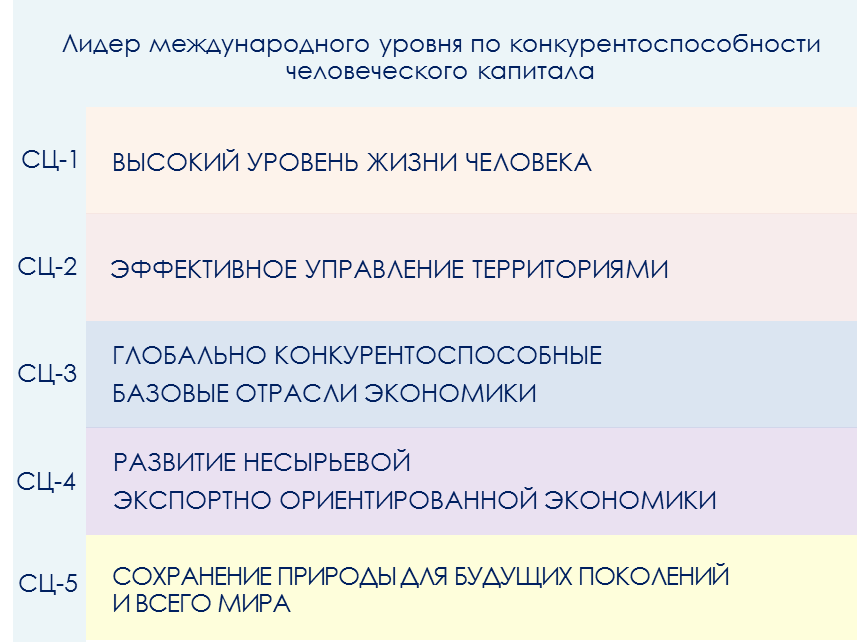 Лидер международного уровня по конкурентоспособности
человеческого капитала
СЦ-1
ВЫСОКИЙ УРОВЕНЬ ЖИЗНИ ЧЕЛОВЕКА
СЦ-2
ЭФФЕКТИВНОЕ УПРАВЛЕНИЕ ТЕРРИТОРИЯМИ
СЦ-3
ГЛОБАЛЬНО КОНКУРЕНТОСПОСОБНЫЕ
БАЗОВЫЕ ОТРАСЛИ ЭКОНОМИКИ
СЦ-4
РАЗВИТИЕ НЕСЫРЬЕВОЙ
ЭКСПОРТНО ОРИЕНТИРОВАННОЙ ЭКОНОМИКИ
СЦ-5
СОХРАНЕНИЕ ПРИРОДЫ ДЛЯ БУДУЩИХ ПОКОЛЕНИЙ
И ВСЕГО МИРА